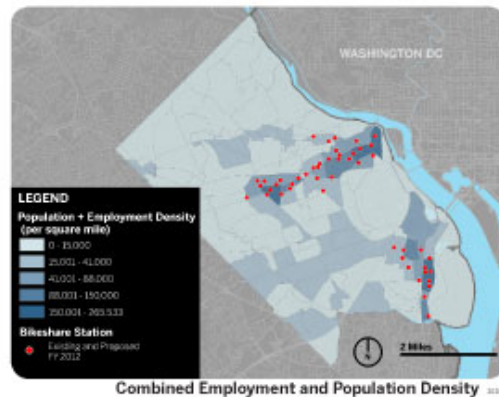 WASHINGTON DC
LEGEND
Population + Employment Density
(per square mile)
0 - 15,000
15,001 - 41,000
41,001 - 88,000
88,001 - 150,000
150,001 - 265,533
Bikeshare Station
Existing and Proposed
FY 2012
N
2 Miles
Combined Employment and Population Density